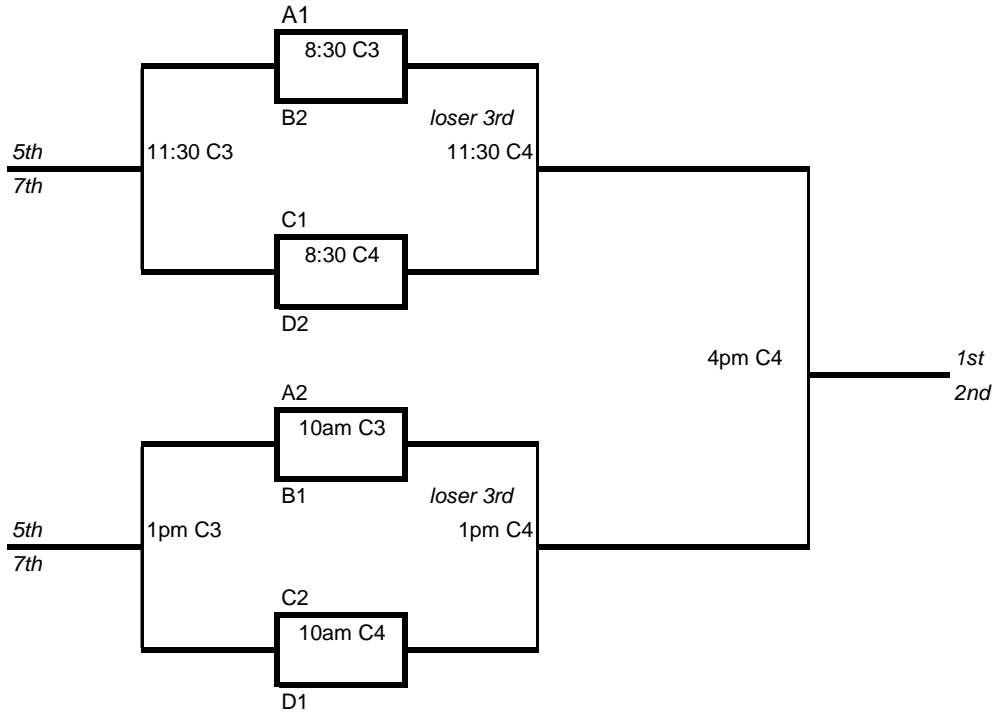 A1
8:30 C3
B2
loser 3rd
5th
11:30 C3
11:30 C4
7th
C1
8:30 C4
D2
4pm C4
1st
2nd
A2
10am C3
B1
loser 3rd
5th
1pm C3
1pm C4
7th
C2
10am C4
D1